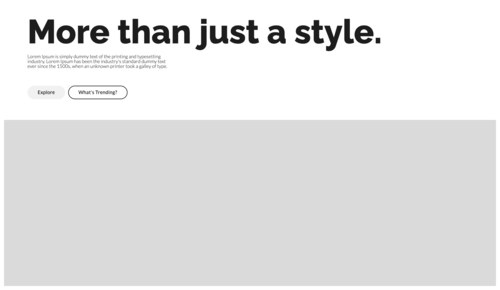 More than just a style.
Lorem Ipsum is simply dummy text of the printing and typesetting
industry. Lorem Ipsum has been the industry's standard dummy text
ever since the 1500s, when an unknown printer took a galley of type.
Explore
What's Trending?